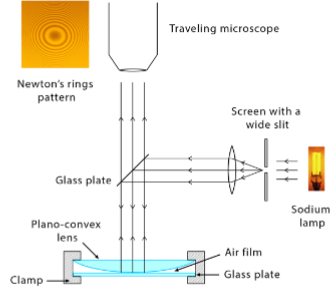 Traveling microscope
Newton's rings
pattern
Screen with a
wide slit
Glass plate
Sodium
lamp
Plano-convex
lens
Air film
Glass plate
Clamp